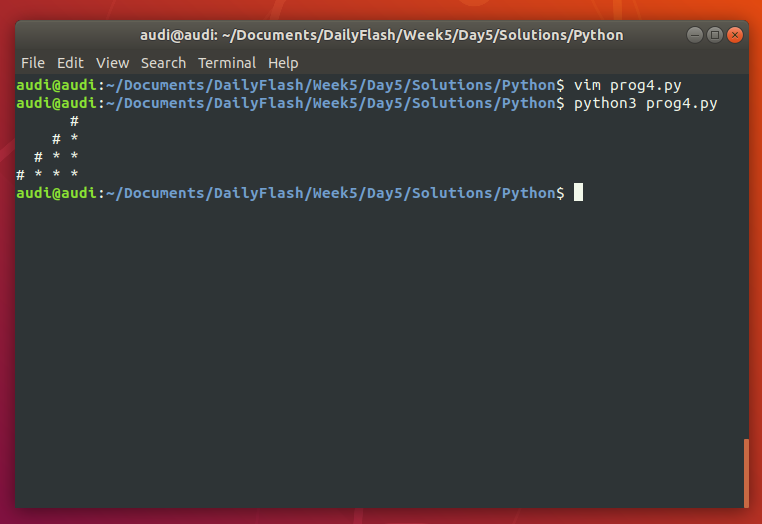 audi@audi: ~/Documents/DailyFlash/Week5/Day5/Solutions/Python
File Edit View Search Terminal Help
audi@audi:~/Documents/DailyFlash/Week5/Day5/Solutions/Python$ vim prog4.py
audi@audi:~/Documents/DailyFlash/Week5/Day5/Solutions/Python$ python3 prog4.py
      #
    # *
  # * *
# * * *
audi@audi:~/Documents/DailyFlash/Week5/Day5/Solutions/Python$